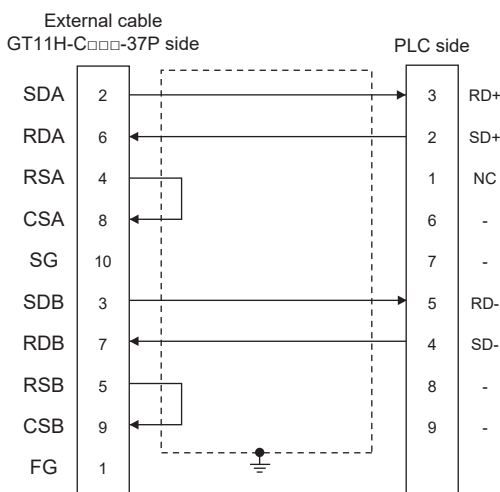 External cable
GT11H-C□□□-37P side
PLC side
SDA 2 3 RD+
RDA 6 2 SD+
RSA 4 1 NC
CSA 8 6 -
SG 10 7 -
SDB 3 5 RD-
RDB 7 4 SD-
RSB 5 8 -
CSB 9 9 -
FG 1